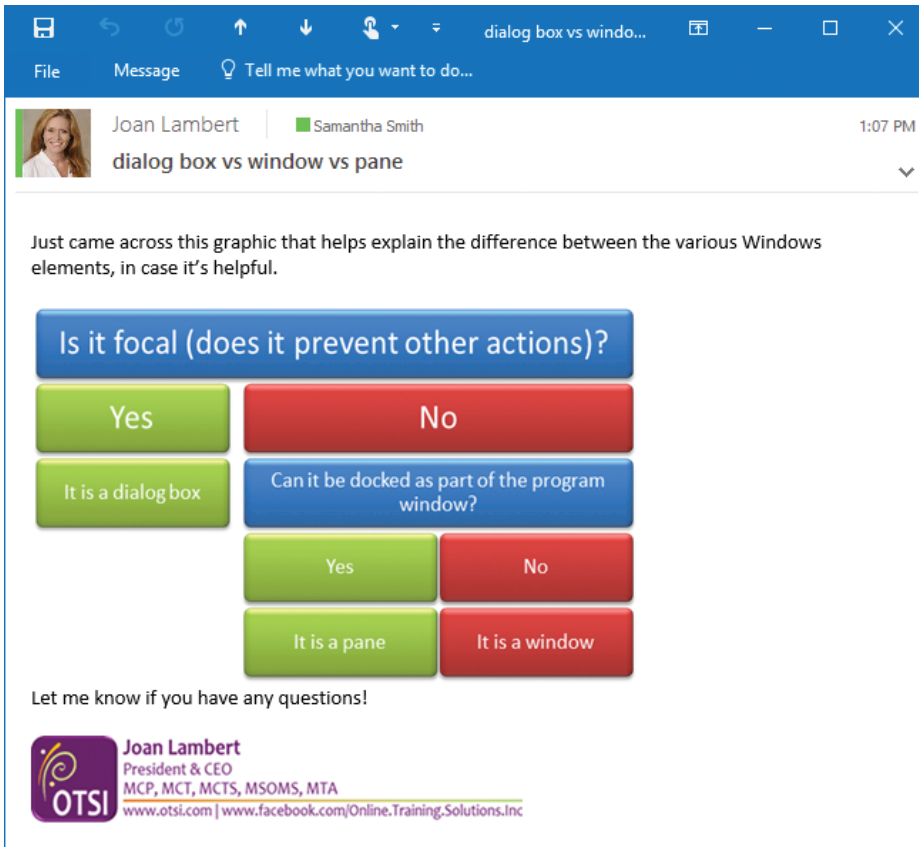 dialog box vs windo...
File Message Tell me what you want to do...
Joan Lambert Samantha Smith 1:07 PM
dialog box vs window vs pane
Just came across this graphic that helps explain the difference between the various Windows
elements, in case it's helpful.
Is it focal (does it prevent other actions)?
Yes No
It is a dialog box
Can it be docked as part of the program
window?
Yes No
It is a pane It is a window
Let me know if you have any questions!
OTSI
Joan Lambert
President & CEO
MCP, MCT, MCTS, MSOMS, MTA
www.otsi.com | www.facebook.com/Online.Training.Solutions.Inc